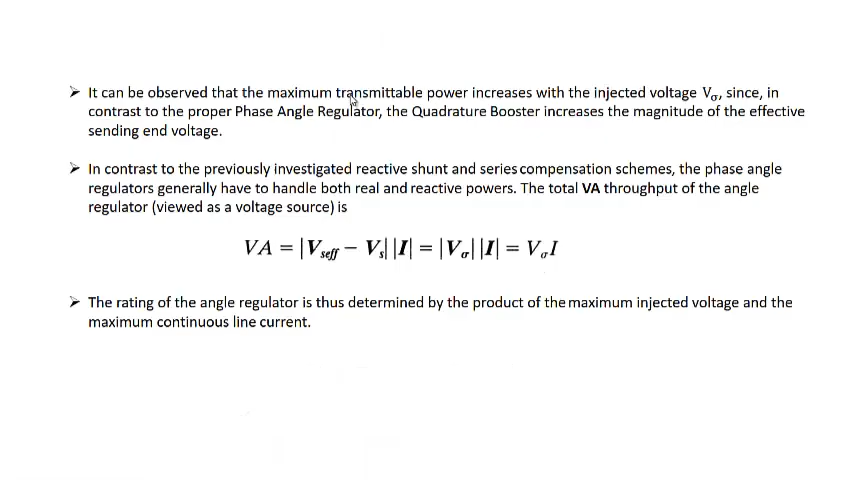 ➢ It can be observed that the maximum transmittable power increases with the injected voltage Vσ, since, in
contrast to the proper Phase Angle Regulator, the Quadrature Booster increases the magnitude of the effective
sending end voltage.
➢ In contrast to the previously investigated reactive shunt and series compensation schemes, the phase angle
regulators generally have to handle both real and reactive powers. The total VA throughput of the angle
regulator (viewed as a voltage source) is
VA = |Vseff − Vs||I| = |Vσ||I| = VσI
➢ The rating of the angle regulator is thus determined by the product of the maximum injected voltage and the
maximum continuous line current.